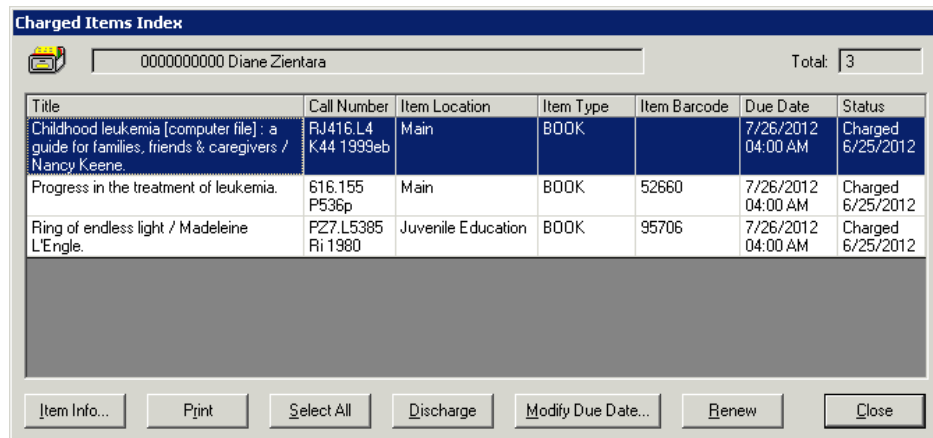 Charged Items Index
0000000000 Diane Zientara Total: 3
Title Call Number Item Location Item Type Item Barcode Due Date Status
Childhood leukemia [computer file] : a RJ416.L4 Main BOOK 7/26/2012 Charged
guide for families, friends & caregivers / K44 1999eb 04:00 AM 6/25/2012
Nancy Keene.
Progress in the treatment of leukemia. 616.155 Main BOOK 52660 7/26/2012 Charged
P536p 04:00 AM 6/25/2012
Ring of endless light / Madeleine PZ7.L5385 Juvenile Education BOOK 95706 7/26/2012 Charged
L'Engle. Ri 1980 04:00 AM 6/25/2012
Item Info... Print Select All Discharge Modify Due Date... Renew Close